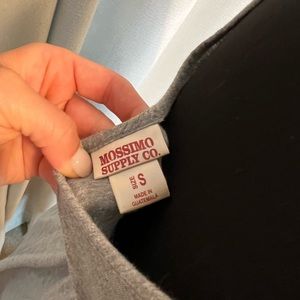 MOSSIMO
SUPPLY CO.
SIZE S
MADE IN
GUATEMALA